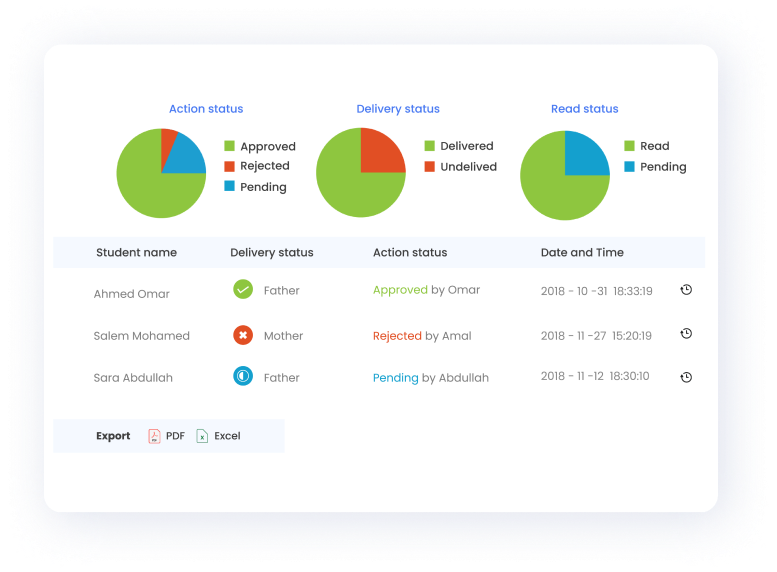 Action status Delivery status Read status
Approved Delivered Read
Rejected Undelived Pending
Pending
Student name Delivery status Action status Date and Time
Ahmed Omar Father Approved by Omar 2018 - 10 -31 18:33:19
Salem Mohamed Mother Rejected by Amal 2018 - 11 -27 15:20:19
Sara Abdullah Father Pending by Abdullah 2018 - 11 -12 18:30:10
Export PDF Excel